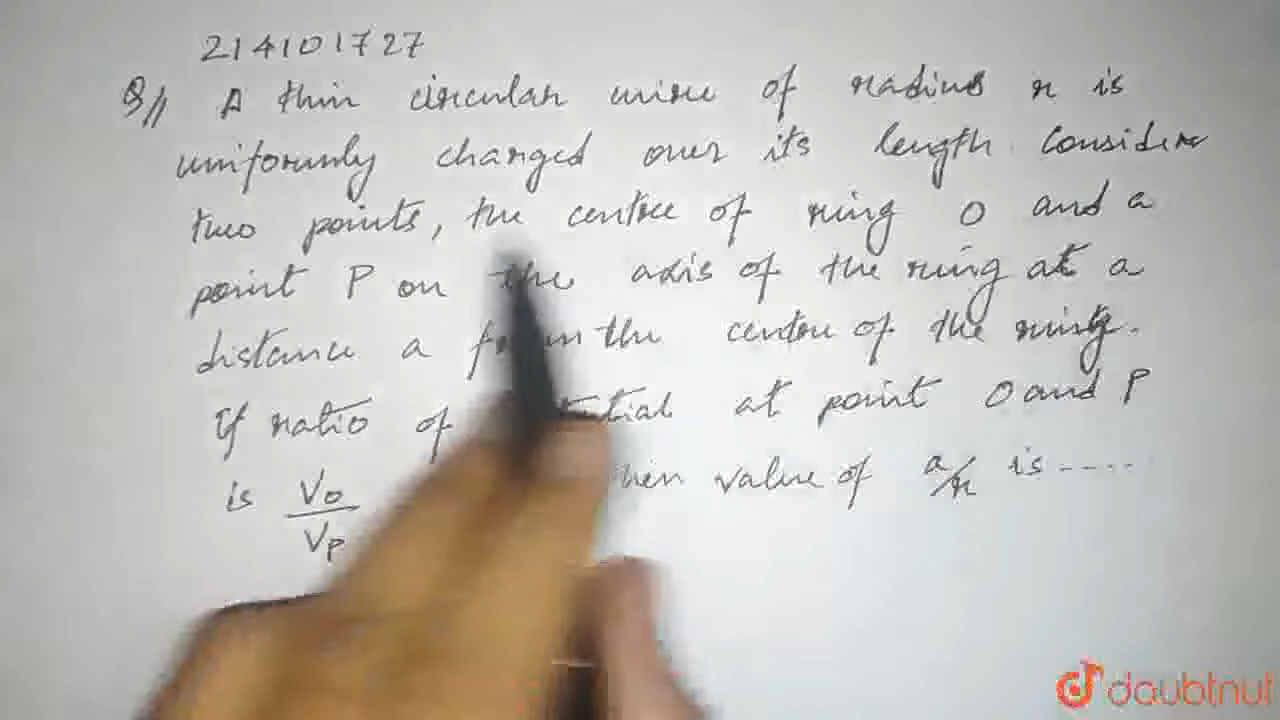 214101727
Q// A thin circular wire of radius r is
uniformly charged over its length. Consider
two points, the centre of ring O and a
point P on the axis of the ring at a
distance a from the centre of the ring.
If ratio of at point O and P
is V₀/Vₚ value of a/r is .....
doubtnut